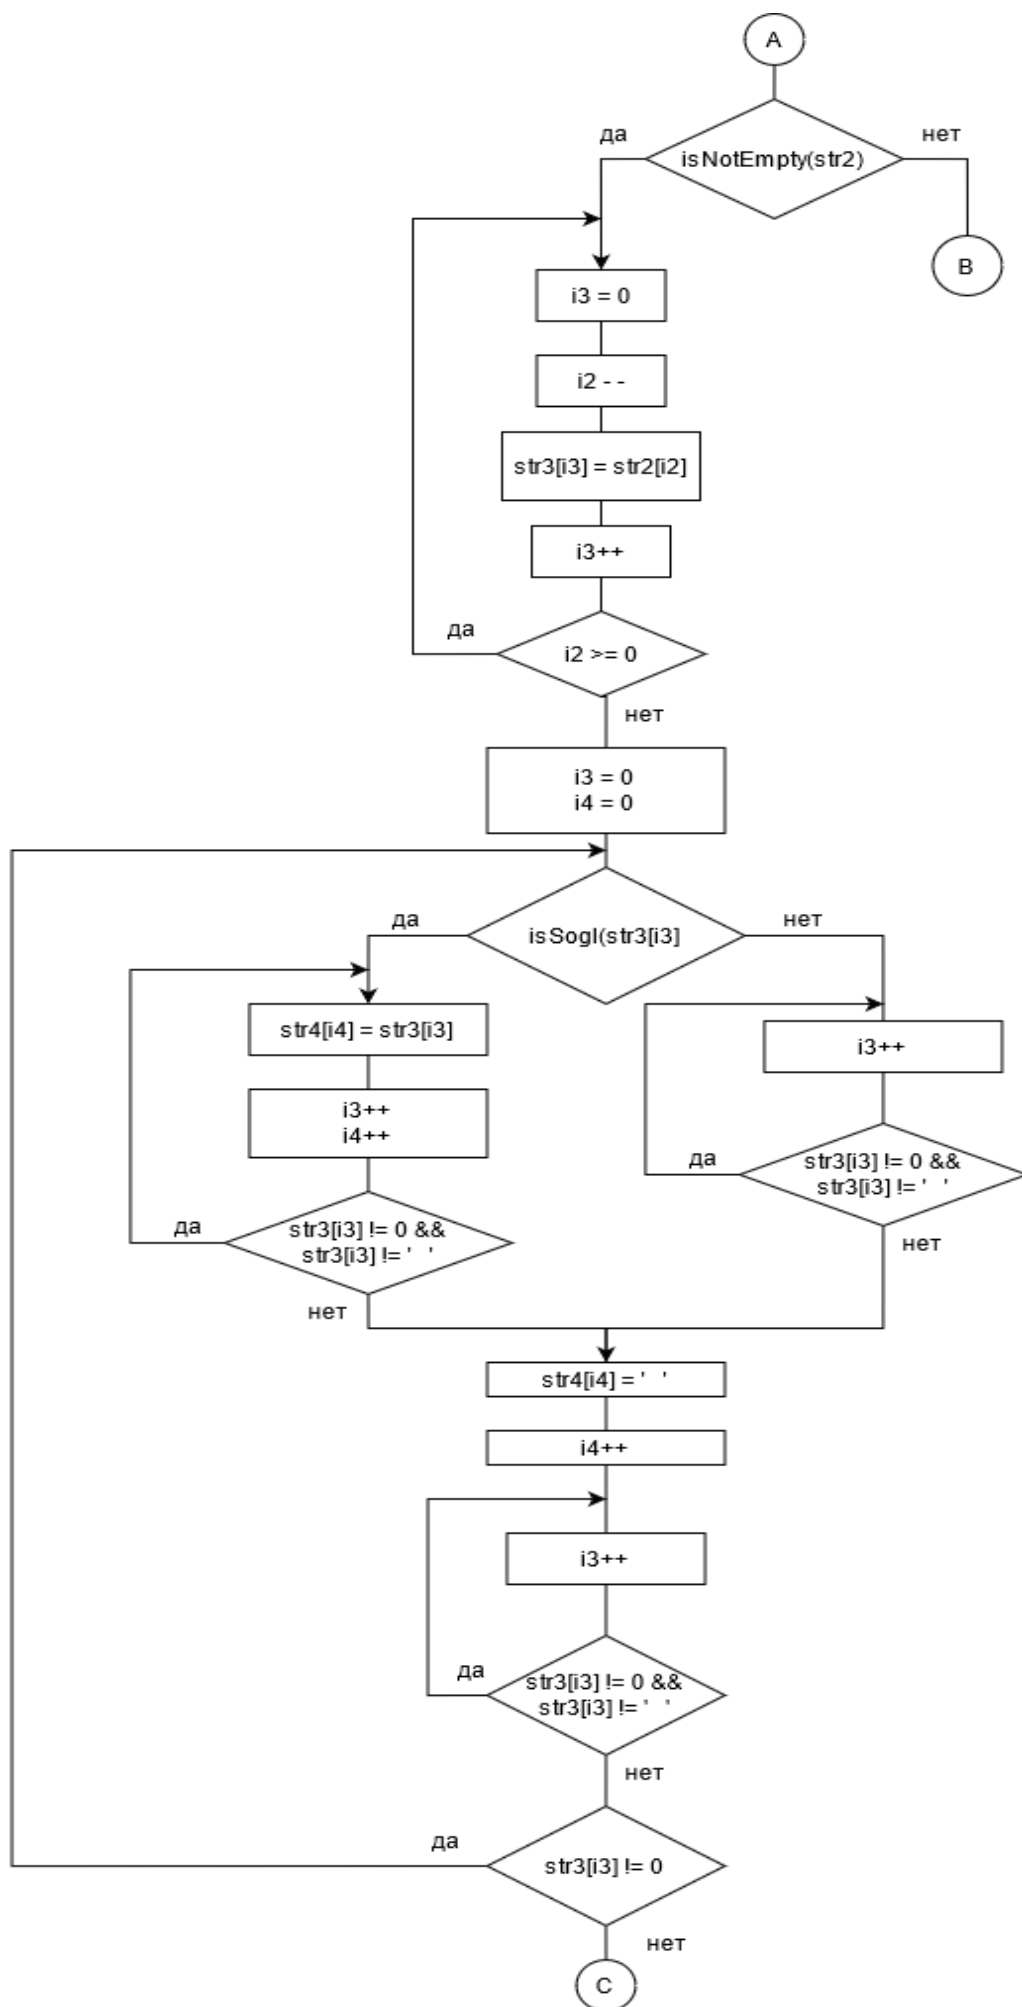 A
да
нет
isNotEmpty(str2)
B
i3 = 0
i2 - -
str3[i3] = str2[i2]
i3++
да
i2 >= 0
нет
i3 = 0
i4 = 0
да
нет
isSogl(str3[i3]
str4[i4] = str3[i3]
i3++
i3++
i4++
да
str3[i3] != 0 &&
str3[i3] != ' '
нет
да
str3[i3] != 0 &&
str3[i3] != ' '
нет
str4[i4] = ' '
i4++
i3++
да
str3[i3] != 0 &&
str3[i3] != ' '
нет
да
str3[i3] != 0
нет
C